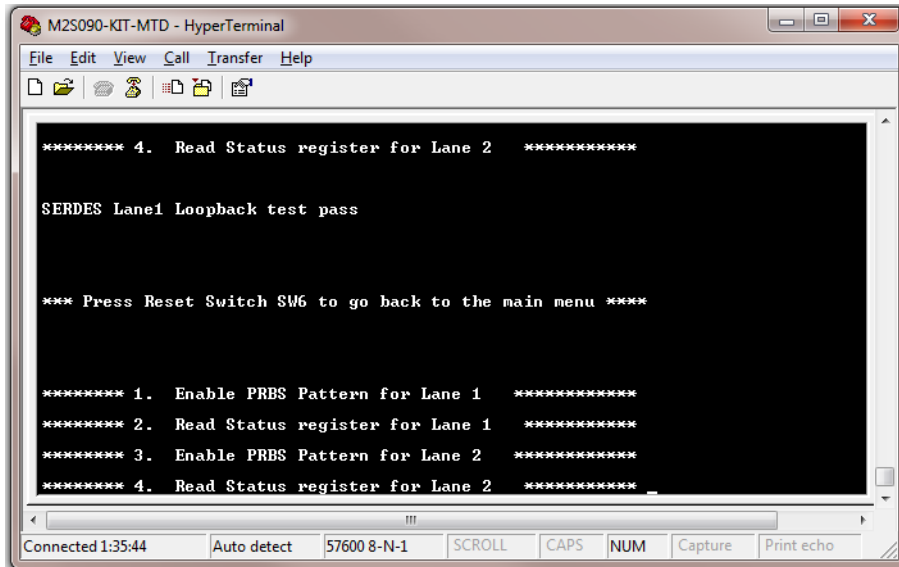 M2S090-KIT-MTD - HyperTerminal
File Edit View Call Transfer Help
******** 4. Read Status register for Lane 2 ***********
SERDES Lane1 Loopback test pass
*** Press Reset Switch SW6 to go back to the main menu ****
******** 1. Enable PRBS Pattern for Lane 1 ************
******** 2. Read Status register for Lane 1 ***********
******** 3. Enable PRBS Pattern for Lane 2 ************
******** 4. Read Status register for Lane 2 *********** _
Connected 1:35:44 Auto detect 57600 8-N-1 SCROLL CAPS NUM Capture Print echo